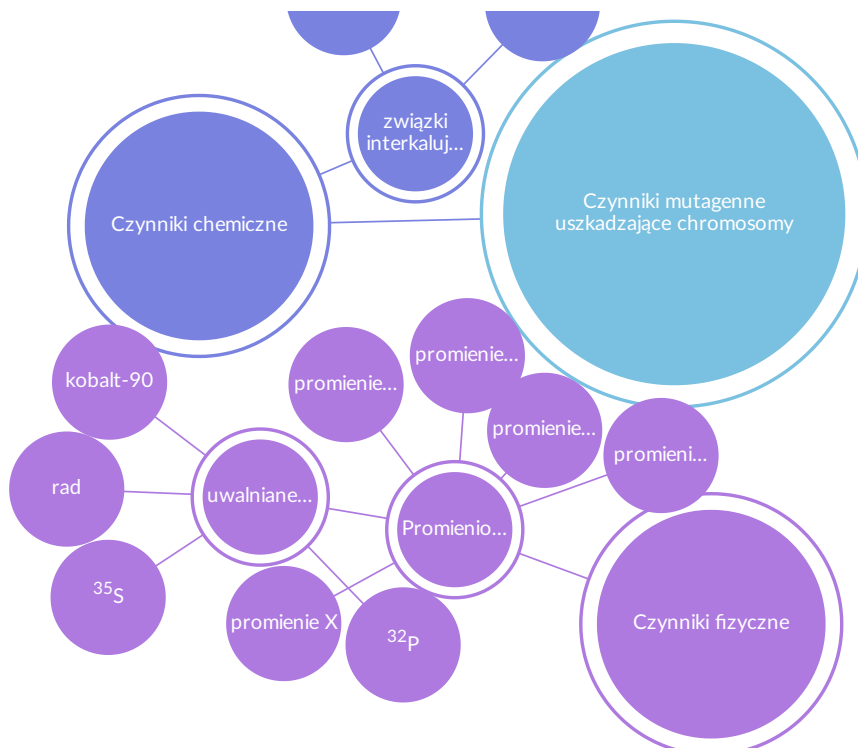 związki
interkaluj...
Czynniki chemiczne
Czynniki mutagenne
uszkadzające chromosomy
kobalt-90
promienie...
promienie...
promienie...
promieni...
rad
uwalniane...
Promienio...
³⁵S
promienie X
³²P
Czynniki fizyczne